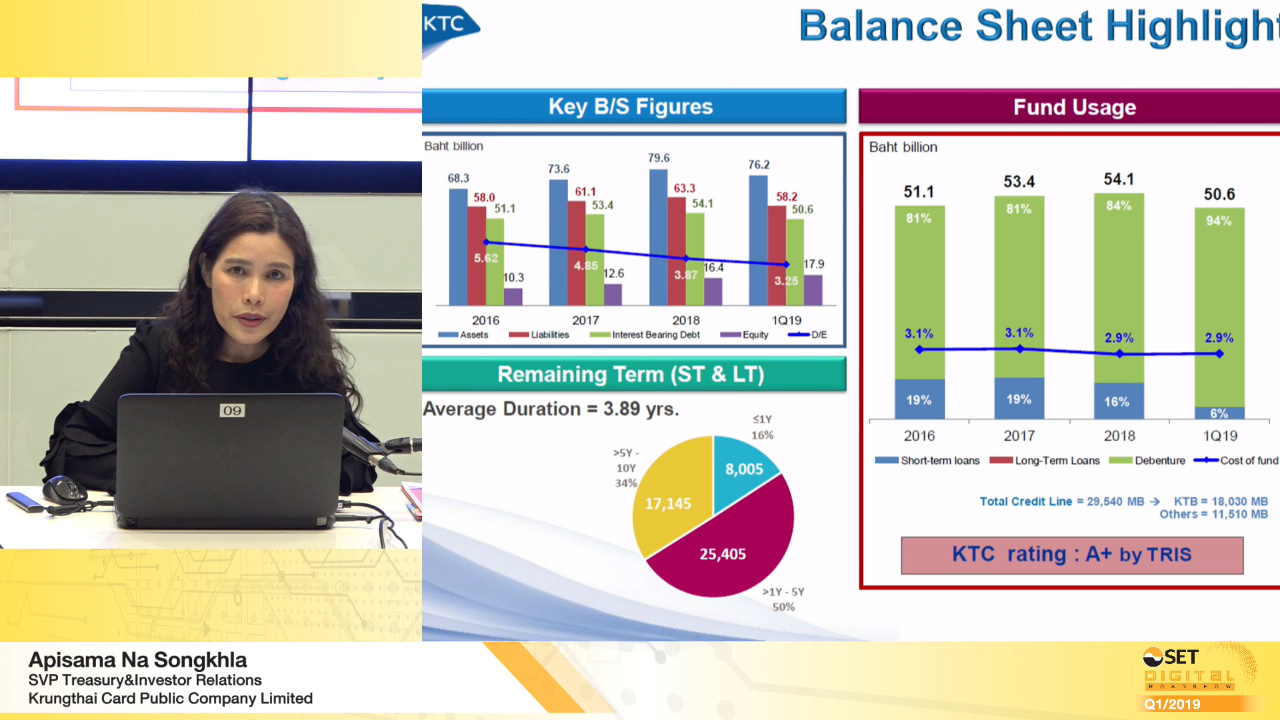 KTC
Balance Sheet Highlight
Key B/S Figures
Baht billion
68.3
58.0
51.1
5.62
10.3
73.6
61.1
53.4
4.85
12.6
79.6
63.3
54.1
3.87
16.4
76.2
58.2
50.6
3.25
17.9
2016 2017 2018 1Q19
Assets Liabilities Interest Bearing Debt Equity D/E
Remaining Term (ST & LT)
Average Duration = 3.89 yrs.
≤1Y
16%
8,005
>5Y -
10Y
34%
17,145
25,405
>1Y - 5Y
50%
Fund Usage
Baht billion
51.1 53.4 54.1 50.6
81% 81% 84% 94%
3.1% 3.1% 2.9% 2.9%
19% 19% 16% 6%
2016 2017 2018 1Q19
Short-term loans Long-Term Loans Debenture Cost of fund
Total Credit Line = 29,540 MB → KTB = 18,030 MB
Others = 11,510 MB
KTC rating : A+ by TRIS
09
Apisama Na Songkhla
SVP Treasury&Investor Relations
Krungthai Card Public Company Limited
SET
DIGITAL
ROADSHOW
Q1/2019